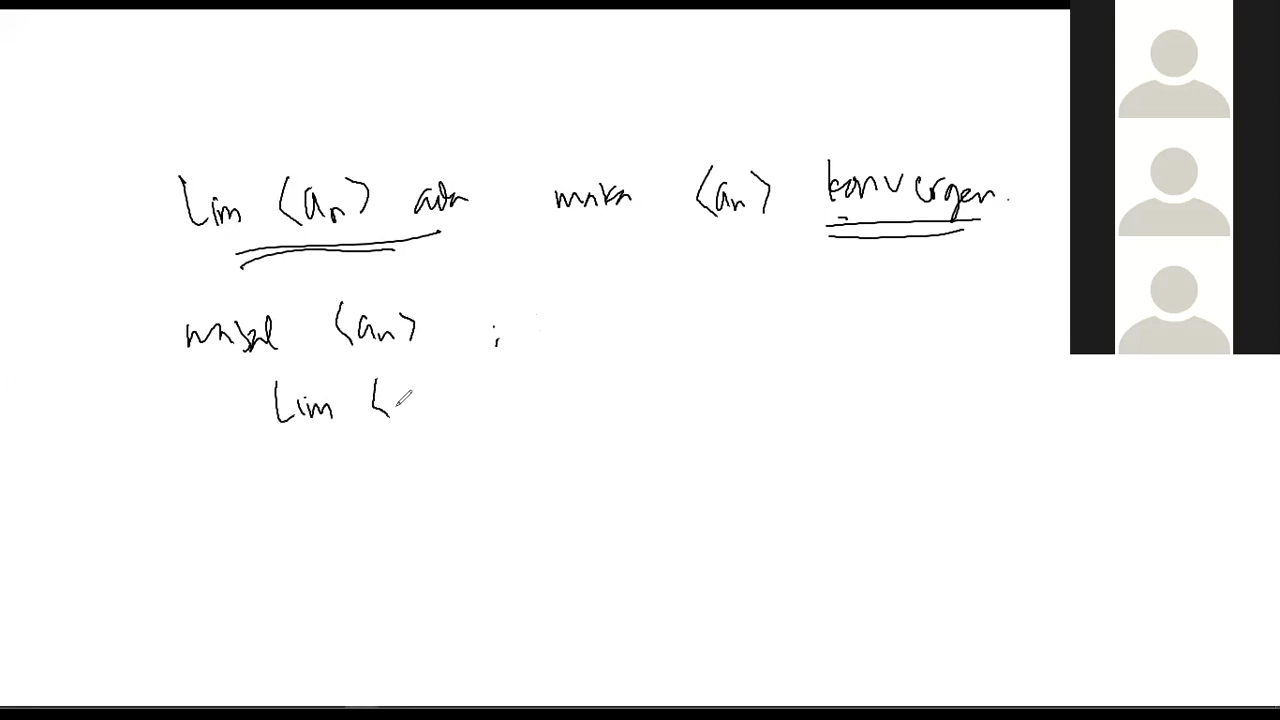 Lim ⟨aₙ⟩ ada maka ⟨aₙ⟩ konvergen.
misal ⟨aₙ⟩ :
Lim ⟨